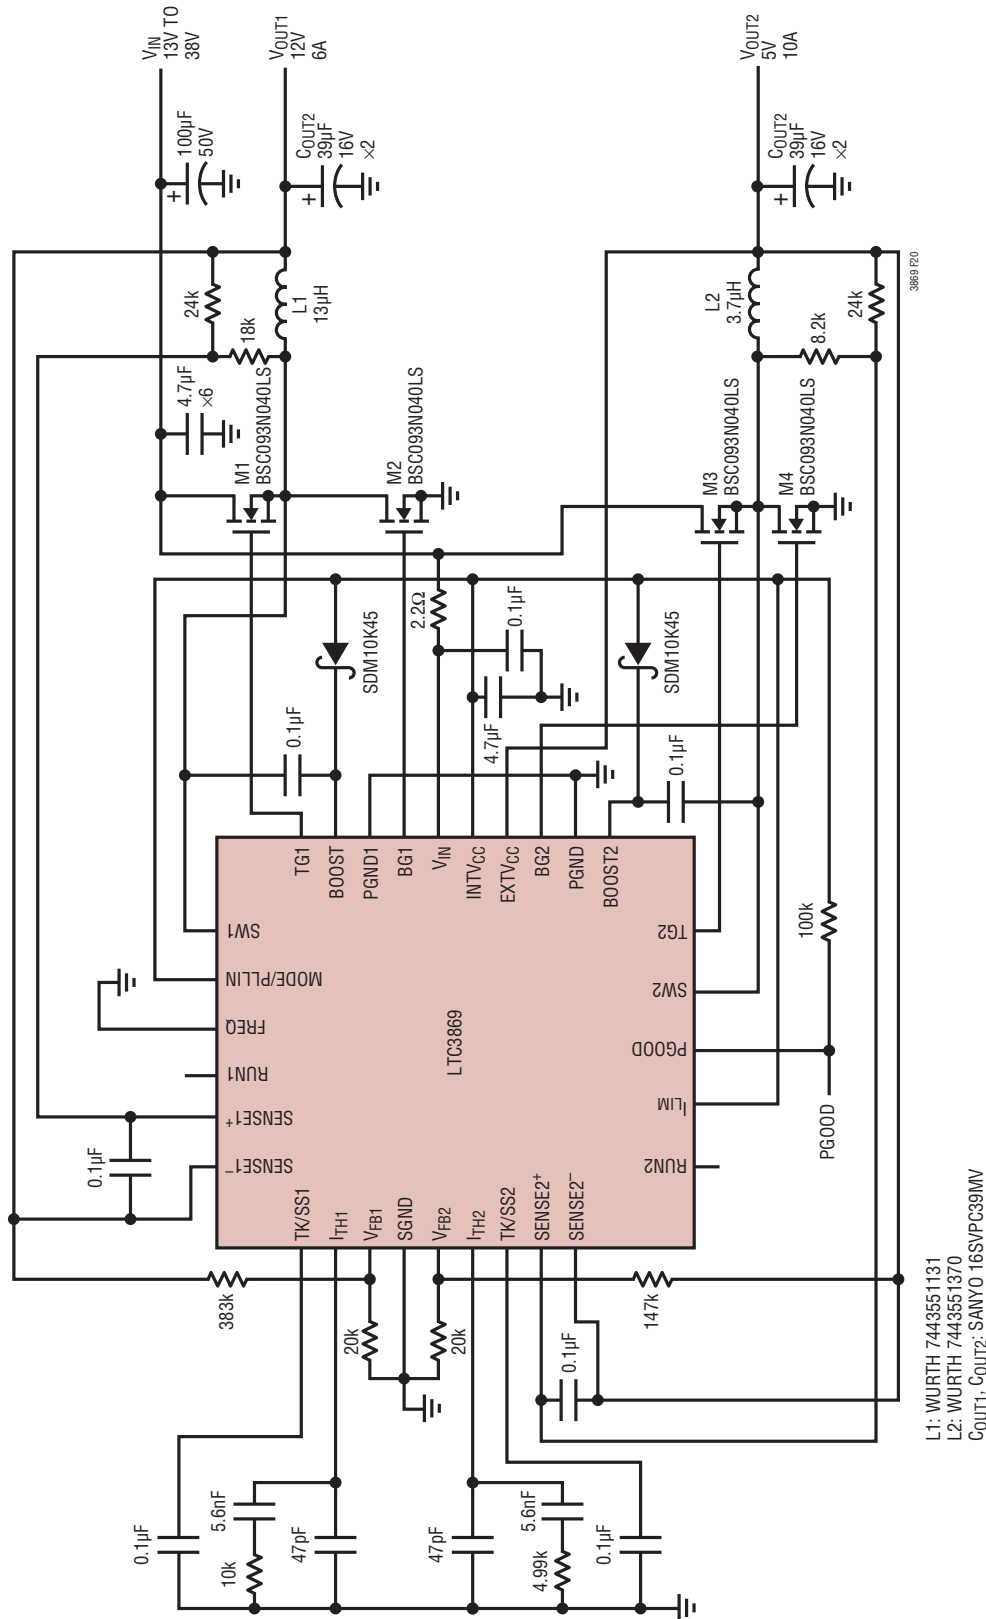 VIN
13V TO
38V
100µF
50V
VOUT1
12V
6A
COUT2
39µF
16V
×2
VOUT2
5V
10A
COUT2
39µF
16V
×2
24k
18k
L1
13µH
4.7µF
×6
M1
BSC093N040LS
M2
BSC093N040LS
L2
3.7µH
8.2k
24k
3869 F20
M3
BSC093N040LS
M4
BSC093N040LS
2.2Ω
0.1µF
SDM10K45
SDM10K45
0.1µF
4.7µF
0.1µF
TG1
BOOST
PGND1
BG1
VIN
INTVCC
EXTVCC
BG2
PGND
BOOST2
SW1
MODE/PLLIN
FREQ
RUN1
SENSE1+
SENSE1–
LTC3869
TG2
SW2
PGOOD
ILIM
RUN2
100k
PGOOD
0.1µF
TK/SS1
ITH1
VFB1
SGND
VFB2
ITH2
TK/SS2
SENSE2+
SENSE2–
383k
20k
20k
147k
0.1µF
0.1µF
5.6nF
10k
47pF
47pF
5.6nF
4.99k
0.1µF
L1: WURTH 7443551131
L2: WURTH 7443551370
COUT1, COUT2: SANYO 16SVPC39MV